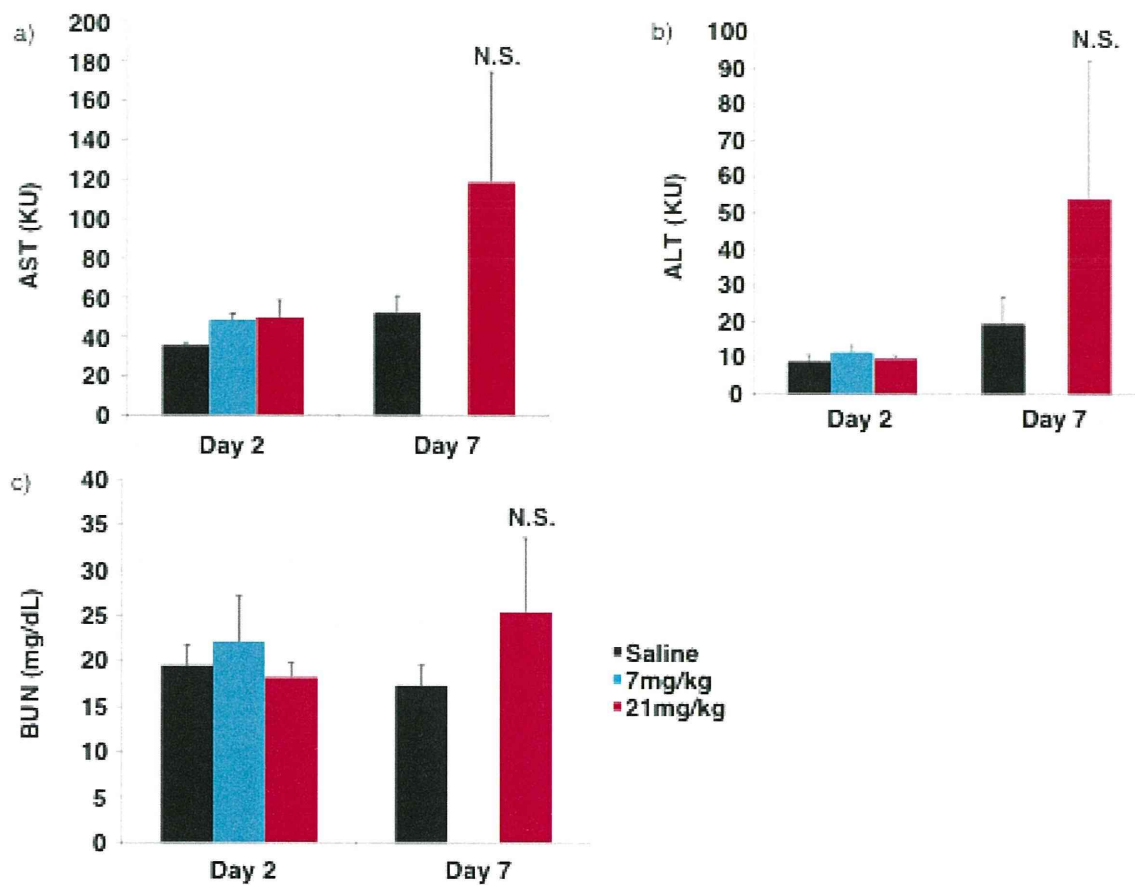 a)
200
180
160
140
120
100
80
60
40
20
0
AST (KU)
N.S.
Day 2
Day 7
b)
100
90
80
70
60
50
40
30
20
10
0
ALT (KU)
N.S.
Day 2
Day 7
c)
40
35
30
25
20
15
10
5
0
BUN (mg/dL)
N.S.
Day 2
Day 7
Saline
7mg/kg
21mg/kg